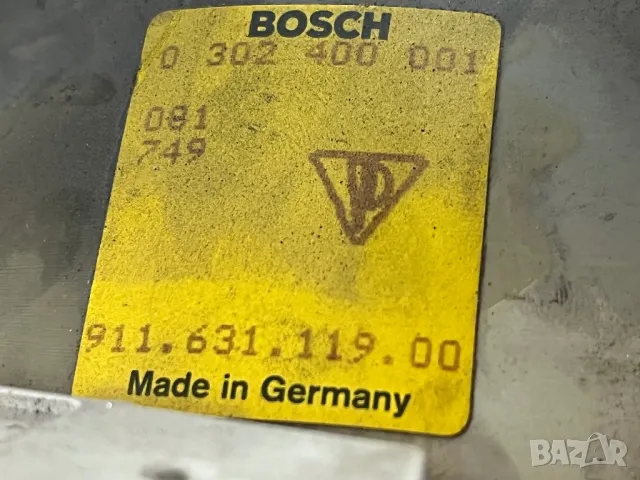 BOSCH
0 302 400 001
081
749
911.631.119.00
Made in Germany
BAZAR